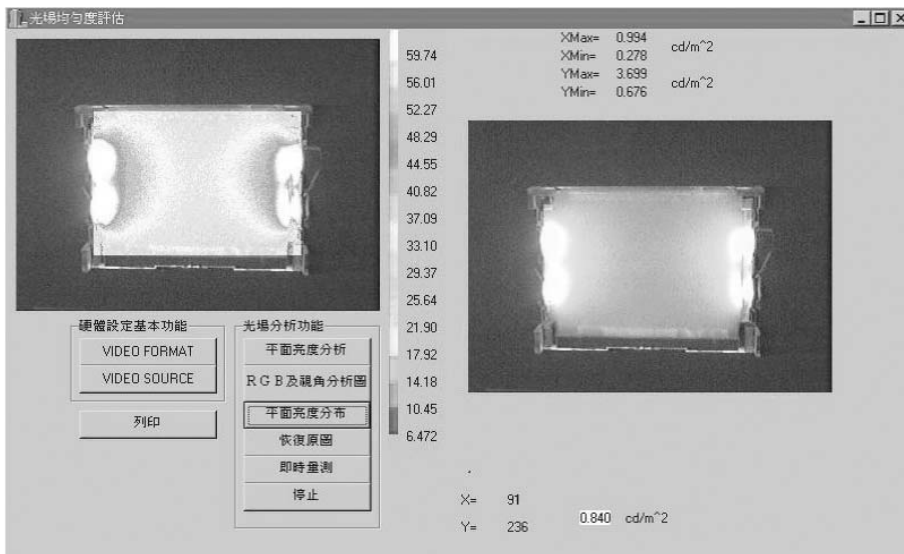 光場均勻度評估
XMax= 0.994 cd/m^2
XMin= 0.278
YMax= 3.699 cd/m^2
YMin= 0.676
59.74
56.01
52.27
48.29
44.55
40.82
37.09
33.10
29.37
25.64
21.90
17.92
14.18
10.45
6.472
硬體設定基本功能
VIDEO FORMAT
VIDEO SOURCE
列印
光場分析功能
平面亮度分析
RGB及視角分析圖
平面亮度分布
恢復原圖
即時量測
停止
X= 91
Y= 236
0.840 cd/m^2